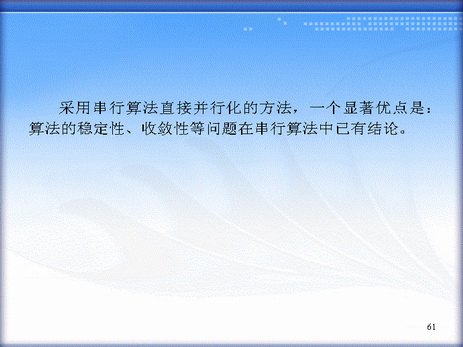 采用串行算法直接并行化的方法，一个显著优点是：
算法的稳定性、收敛性等问题在串行算法中已有结论。
61